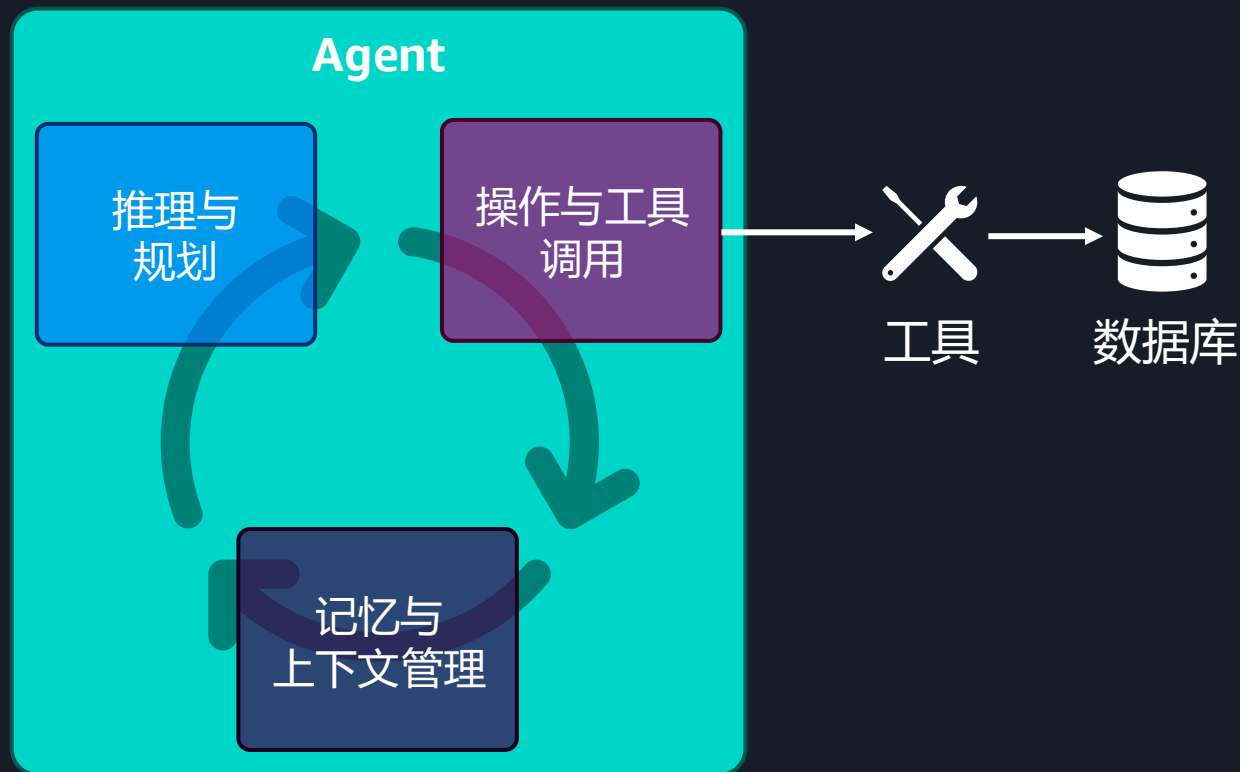 Agent
推理与
规划
操作与工具
调用
工具
数据库
记忆与
上下文管理